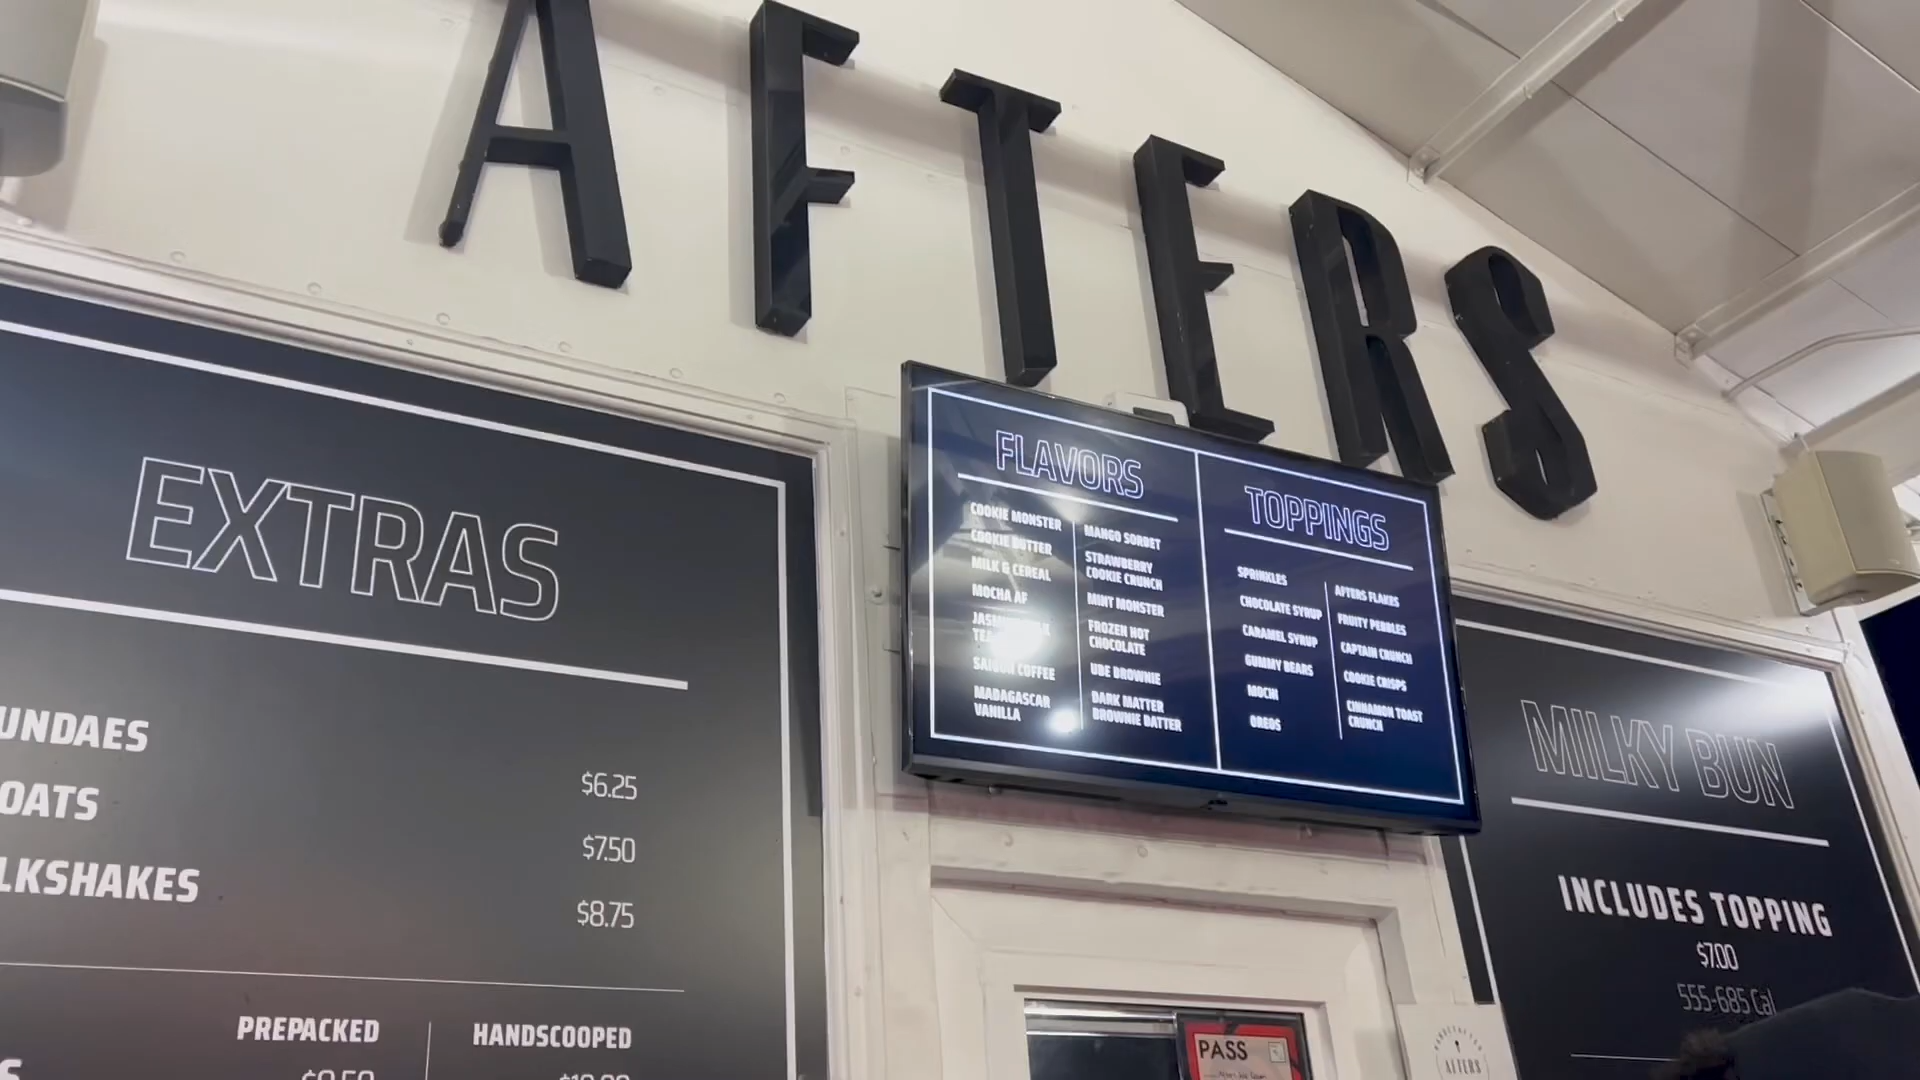 AFTERS
EXTRAS
UNDAES
$6.25
OATS
$7.50
LKSHAKES
$8.75
PREPACKED
HANDSCOOPED
FLAVORS
COOKIE MONSTER
COOKIE BUTTER
MILK & CEREAL
MOCHA AF
SAIGON COFFEE
MADAGASCAR
VANILLA
MANGO SORBET
STRAWBERRY
COOKIE CRUNCH
MINT MONSTER
FROZEN HOT
CHOCOLATE
UBE BROWNIE
DARK MATTER
BROWNIE BATTER
TOPPINGS
SPRINKLES
CHOCOLATE SYRUP
CARAMEL SYRUP
GUMMY BEARS
MOCHI
OREOS
AFTERS FLAKES
FRUITY PEBBLES
CAPTAIN CRUNCH
COOKIE CRISPS
CINNAMON TOAST
CRUNCH
MILKY BUN
INCLUDES TOPPING
$7.00
555-685 Cal
PASS
AFTERS